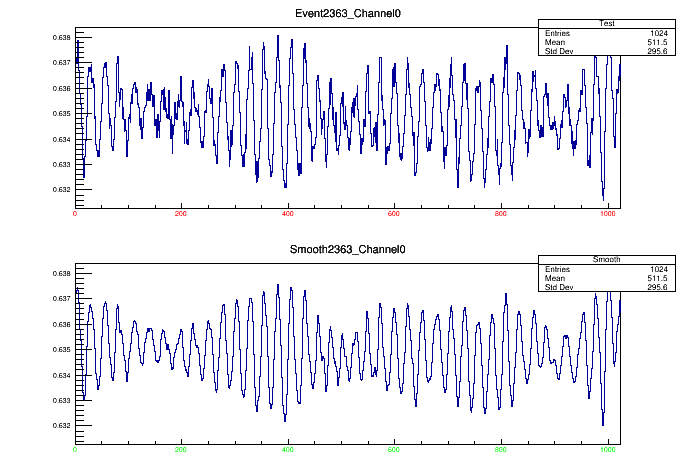 Event2363_Channel0
Test
Entries 1024
Mean 511.5
Std Dev 295.6
0.638
0.637
0.636
0.635
0.634
0.633
0.632
0 200 400 600 800 1000
Smooth2363_Channel0
Smooth
Entries 1024
Mean 511.5
Std Dev 295.6
0.638
0.637
0.636
0.635
0.634
0.633
0.632
0 200 400 600 800 1000